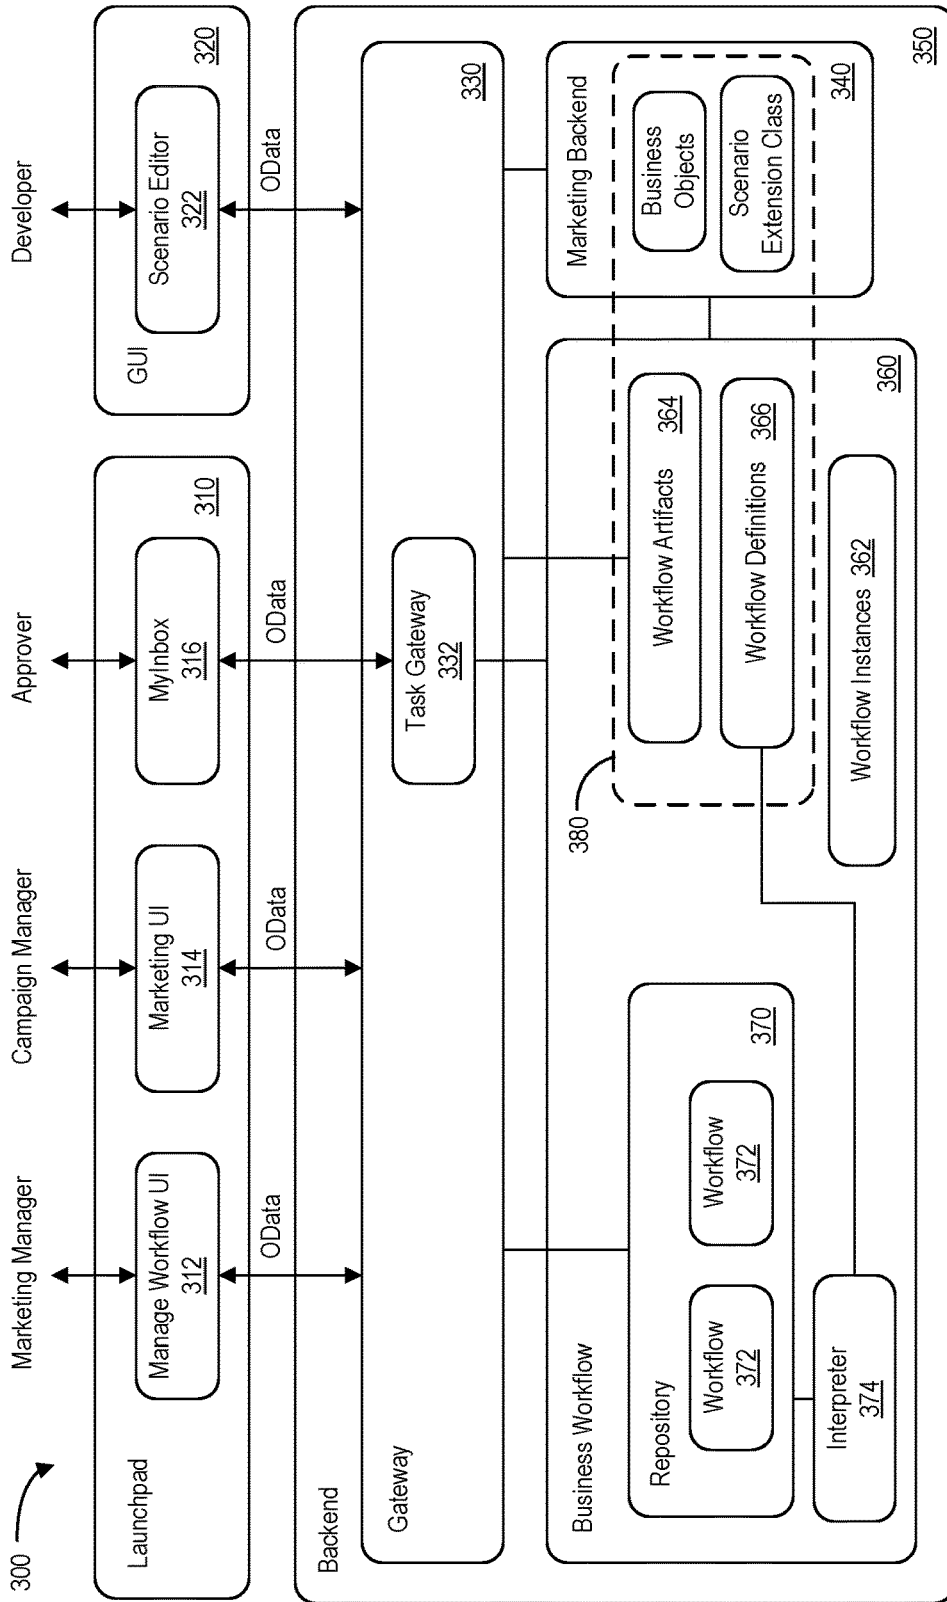 300
Marketing Manager
Campaign Manager
Approver
Developer
Launchpad
Manage Workflow UI
312
Marketing UI
314
MyInbox
316
310
GUI
Scenario Editor
322
320
OData
OData
OData
OData
Backend
Gateway
Task Gateway
332
330
Business Workflow
Repository
Workflow
372
Workflow
372
370
Interpreter
374
380
Workflow Artifacts
364
Workflow Definitions
366
Workflow Instances 362
360
Marketing Backend
Business
Objects
Scenario
Extension Class
340
350